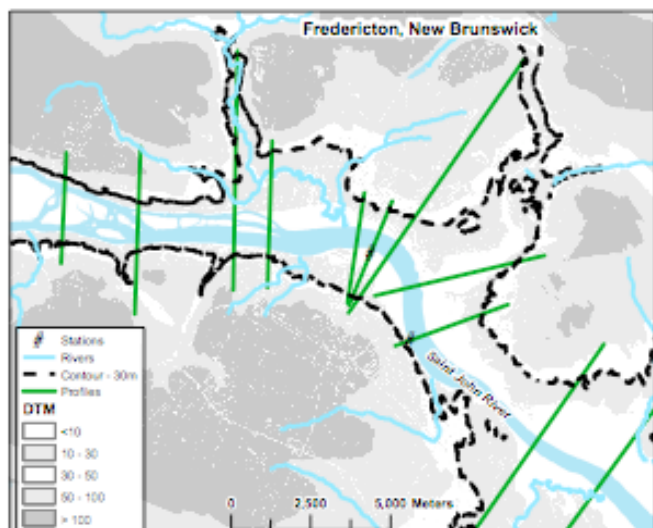 Fredericton, New Brunswick
Saint John River
Stations
Rivers
Contour - 30m
Profiles
DTM
<10
10 - 30
30 - 50
50 - 100
> 100
0 2,500 5,000 Meters